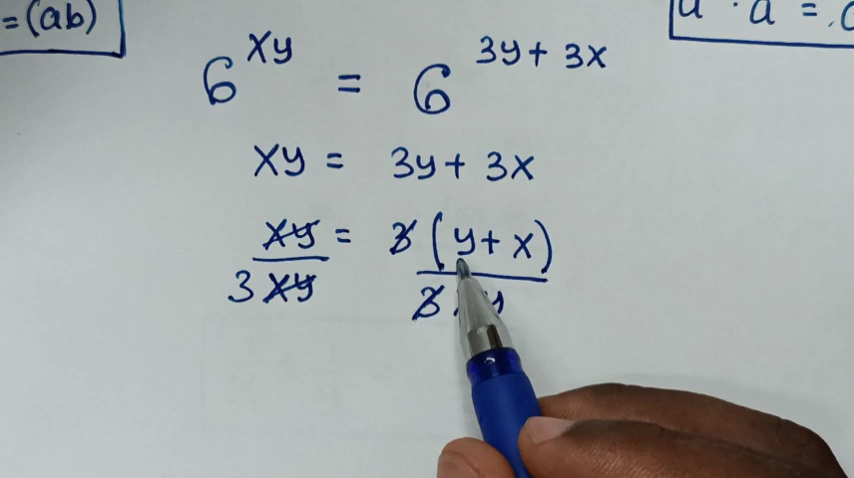 = (ab)
a · a =
6^xy = 6^3y + 3x
xy = 3y + 3x
xy = 3 (y + x)
3xy 3 y